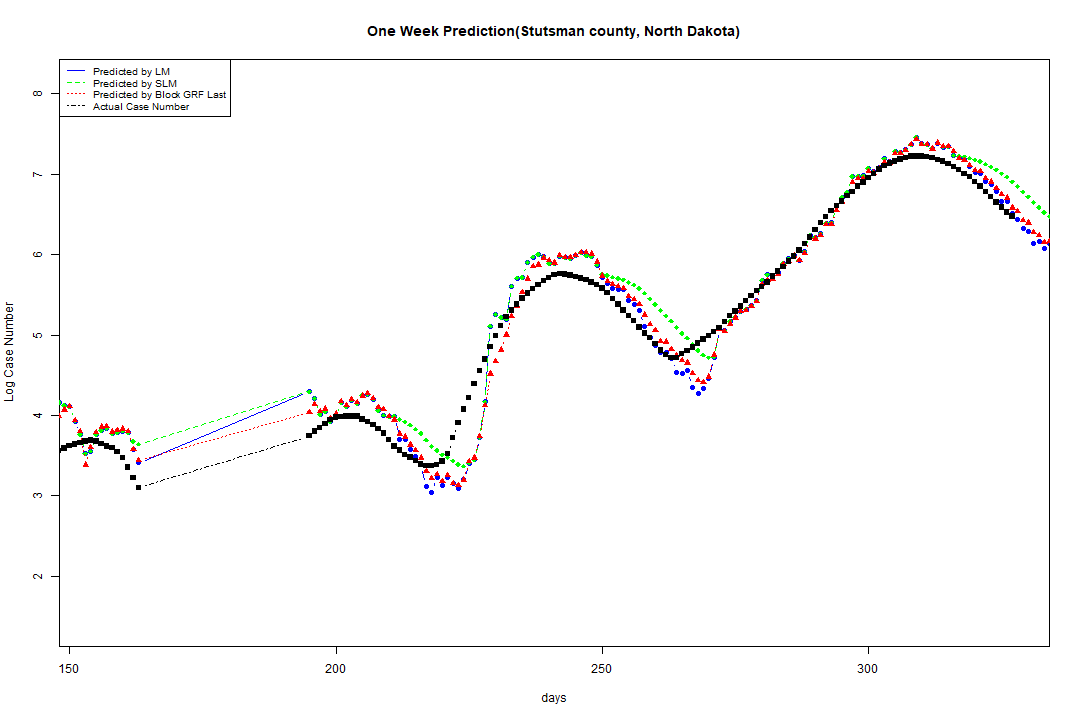 One Week Prediction(Stutsman county, North Dakota)
Predicted by LM
Predicted by SLM
Predicted by Block GRF Last
Actual Case Number
Log Case Number
8
7
6
5
4
3
2
150 200 250 300
days